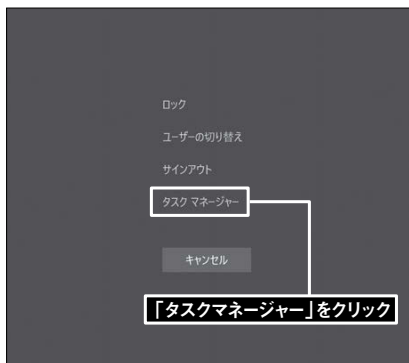 ロック
ユーザーの切り替え
サインアウト
タスク マネージャー
キャンセル
「タスクマネージャー」をクリック